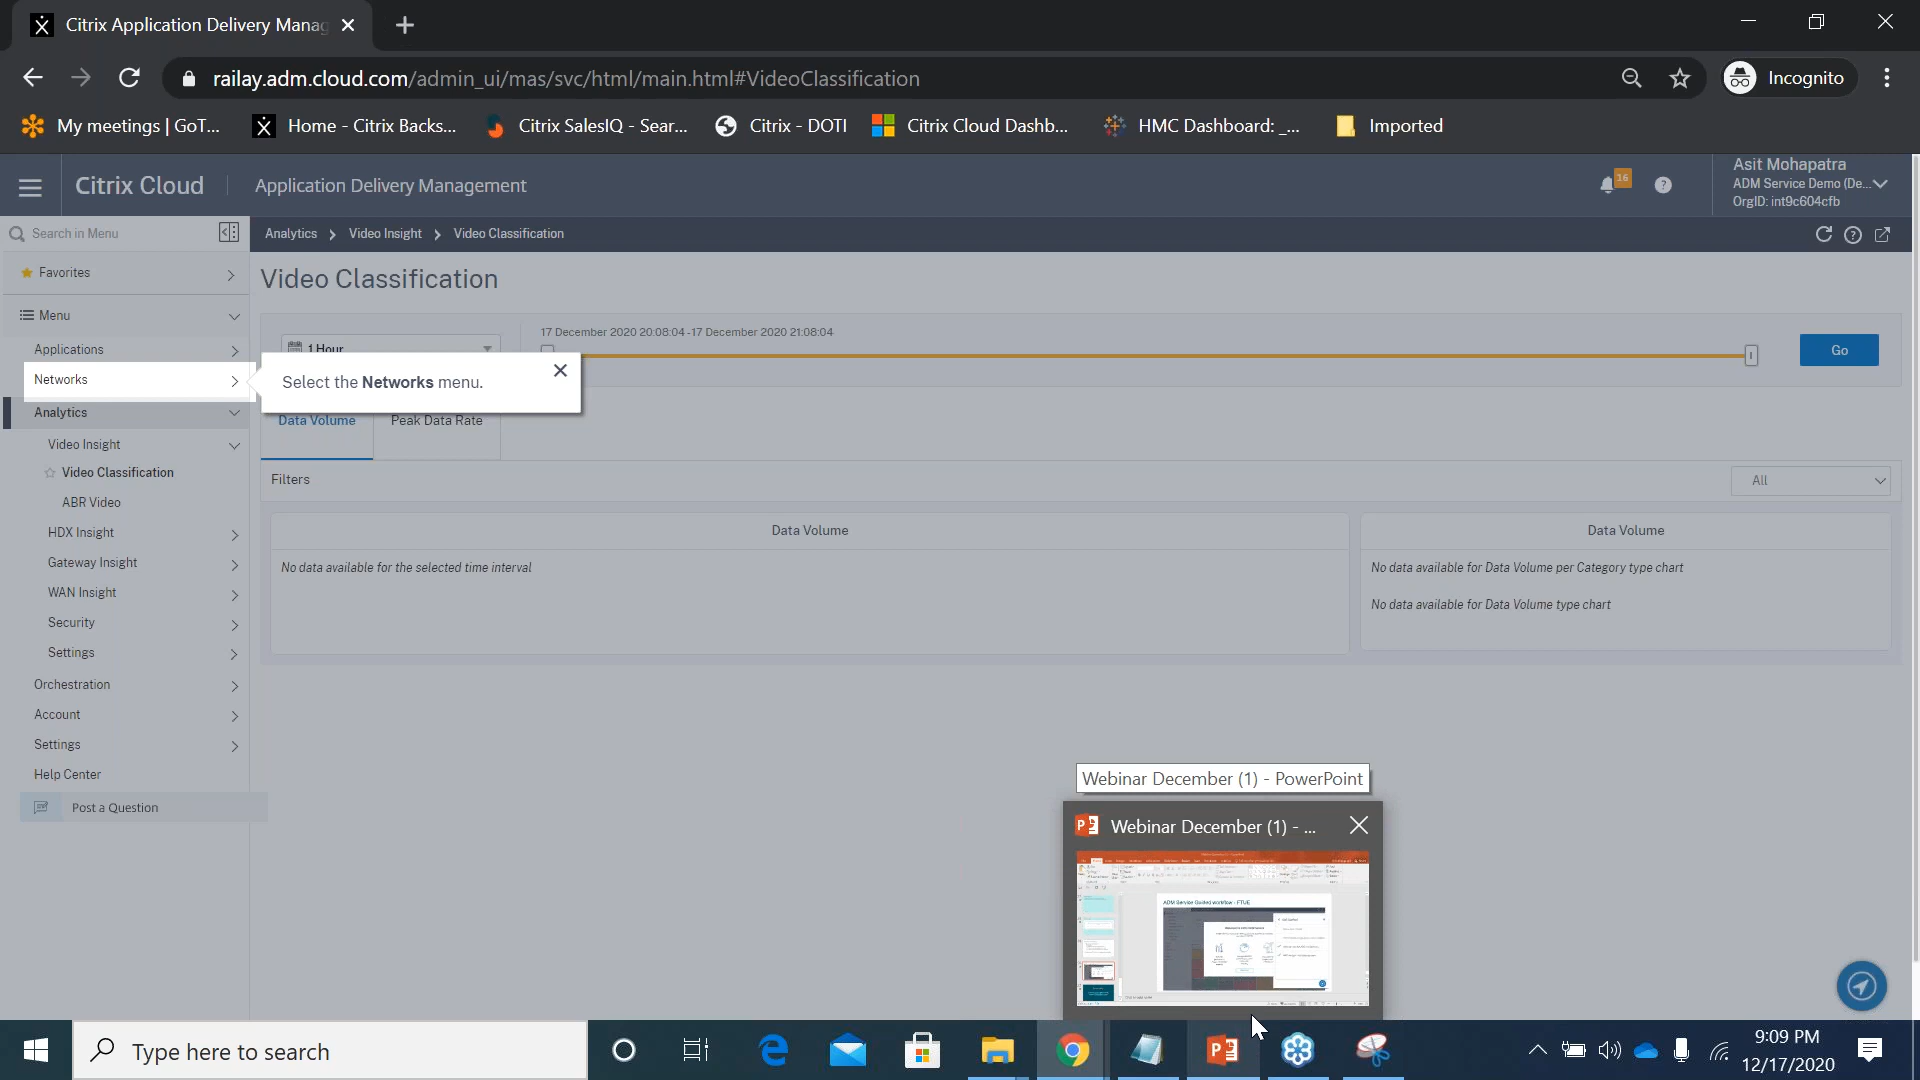 Citrix Application Delivery Manag
railay.adm.cloud.com/admin_ui/mas/svc/html/main.html#VideoClassification
Incognito
My meetings | GoT...
Home - Citrix Backs...
Citrix SalesIQ - Sear...
Citrix - DOTI
Citrix Cloud Dashb...
HMC Dashboard: _...
Imported
Citrix Cloud
Application Delivery Management
16
Asit Mohapatra
ADM Service Demo (De...
OrgID: int9c604cfb
Search in Menu
Analytics > Video Insight > Video Classification
Favorites
Video Classification
Menu
17 December 2020 20:08:04 - 17 December 2020 21:08:04
1 Hour
Go
Applications
Networks
Select the Networks menu.
Analytics
Data Volume
Peak Data Rate
Video Insight
Video Classification
ABR Video
HDX Insight
Gateway Insight
WAN Insight
Security
Settings
Orchestration
Account
Settings
Help Center
Post a Question
Filters
All
Data Volume
Data Volume
No data available for the selected time interval
No data available for Data Volume per Category type chart
No data available for Data Volume type chart
Webinar December (1) - PowerPoint
Webinar December (1) - ...
ADM Service Guided workflow - FTUE
Type here to search
9:09 PM
12/17/2020